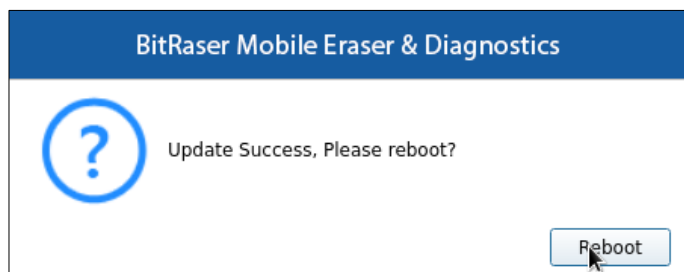 BitRaser Mobile Eraser & Diagnostics
?
Update Success, Please reboot?
Reboot